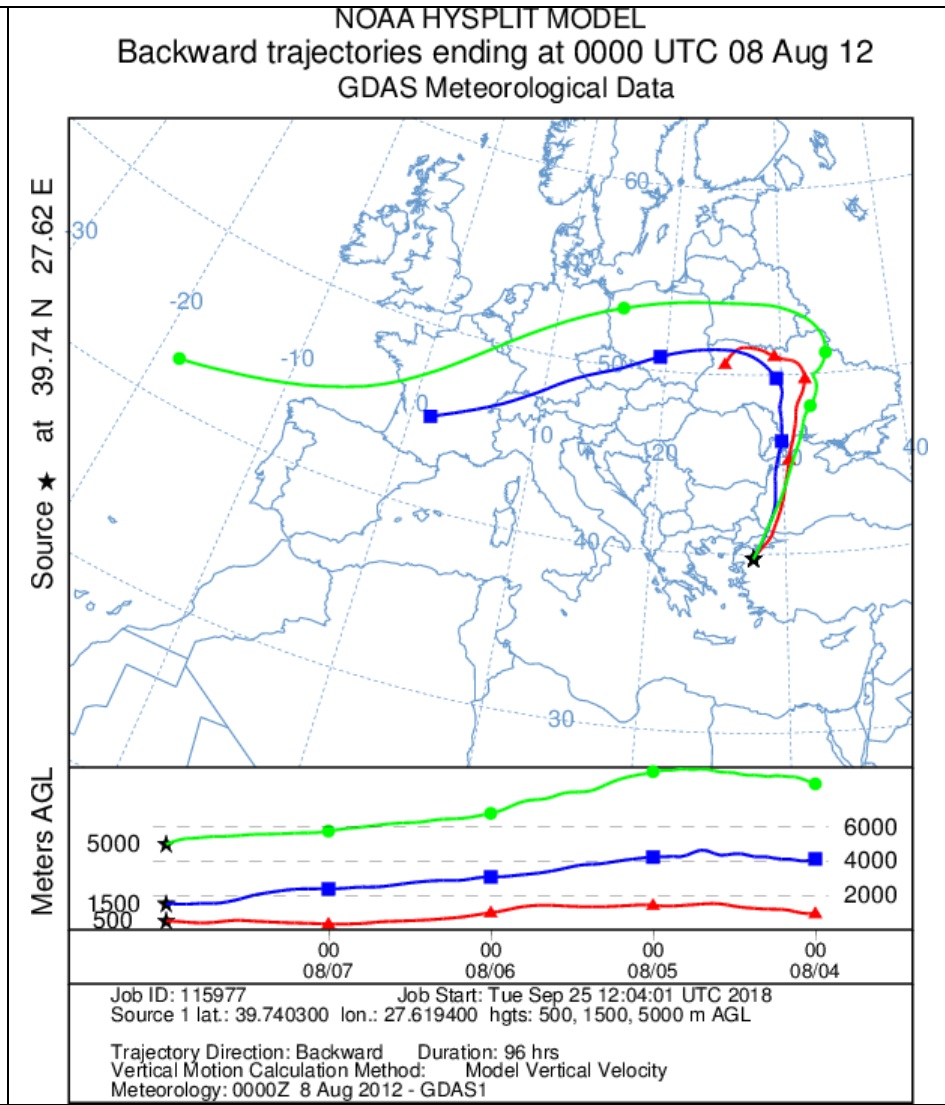 NOAA HYSPLIT MODEL
Backward trajectories ending at 0000 UTC 08 Aug 12
GDAS Meteorological Data
Source ★ at 39.74 N 27.62 E
60
-30
-20
-10
50
0
10
20
30
40
40
30
Meters AGL
5000
1500
500
6000
4000
2000
00 00 00 00
08/07 08/06 08/05 08/04
Job ID: 115977 Job Start: Tue Sep 25 12:04:01 UTC 2018
Source 1 lat.: 39.740300 lon.: 27.619400 hgts: 500, 1500, 5000 m AGL
Trajectory Direction: Backward Duration: 96 hrs
Vertical Motion Calculation Method: Model Vertical Velocity
Meteorology: 0000Z 8 Aug 2012 - GDAS1